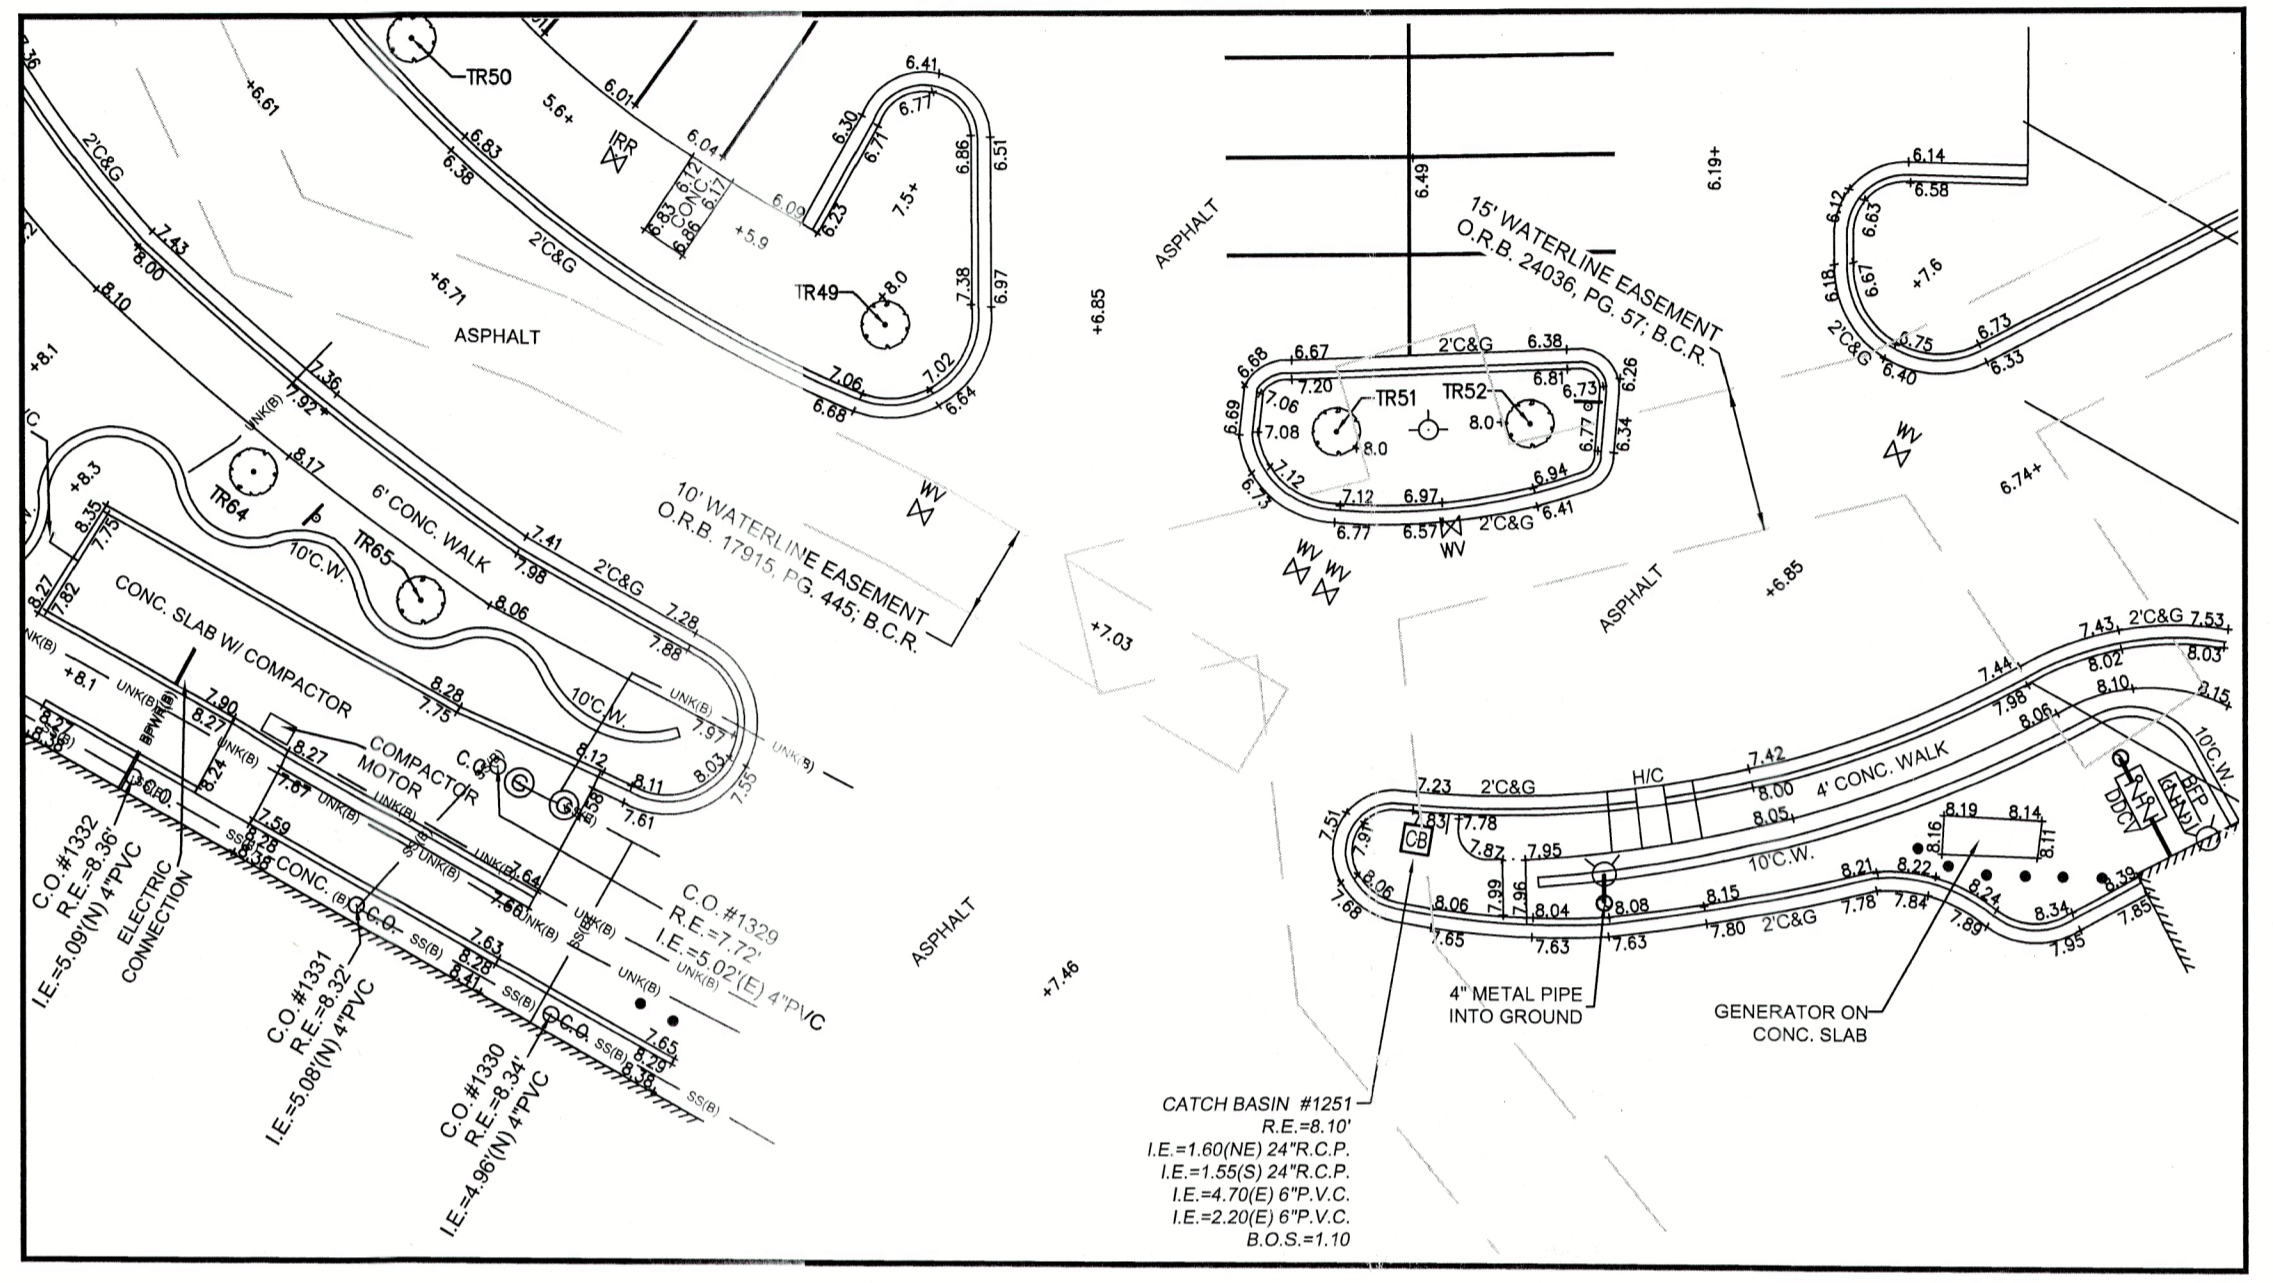 TR50
+6.61
2'C&G
5.6+
6.01
IRR
6.04
6.12
CONC.
6.17
6.83
6.86
6.09
+5.9
6.23
6.30
6.71
6.41
6.77
6.86
6.51
7.5+
7.38
6.97
+8.0
TR49
7.02
6.64
7.06
6.68
6.83
6.38
2'C&G
+6.71
ASPHALT
7.43
8.00
8.10
+8.1
7.36
7.92
UNK(B)
8.17
TR64
+8.3
8.35
7.75
8.27
7.82
6' CONC. WALK
TR65
10'C.W.
7.41
7.98
2'C&G
8.06
7.28
7.88
UNK(B)
7.97
8.03
7.55
UNK(B)
10'C.W.
8.12
8.11
7.61
CONC. SLAB W/ COMPACTOR
8.28
7.75
+8.1
UNK(B)
7.90
8.27
UNK(B)
8.24
8.27
7.67
COMPACTOR
MOTOR
C.O.
UNK(B)
UNK(B)
UNK(B)
UNK(B)
7.64
7.60
UNK(B)
UNK(B)
UNK(B)
UNK(B)
8.27
8.38
C.O.
7.59
8.28
8.38
CONC.
C.O.
SS(B)
7.63
8.28
8.41
SS(B)
C.O.
SS(B)
7.65
8.29
8.38
SS(B)
C.O. #1332
R.E.=8.36'
I.E.=5.09'(N) 4"PVC
ELECTRIC
CONNECTION
C.O. #1331
R.E.=8.32'
I.E.=5.08'(N) 4"PVC
C.O. #1330
R.E.=8.34'
I.E.=4.96'(N) 4"PVC
C.O. #1329
R.E.=7.72'
I.E.=5.02'(E) 4"PVC
10' WATERLINE EASEMENT
O.R.B. 17915, PG. 445; B.C.R.
WV
ASPHALT
+7.46
+7.03
+6.85
ASPHALT
6.49
6.19+
15' WATERLINE EASEMENT
O.R.B. 24036, PG. 57; B.C.R.
6.14
6.58
6.12
6.63
6.18
6.67
+7.6
2'C&G
6.75
6.73
6.40
6.33
6.68
6.67
2'C&G
6.38
6.26
7.20
6.81
6.73
7.06
TR51
TR52
6.69
7.08
8.0
+8.0
6.77
6.34
7.12
6.73
7.12
6.97
6.94
6.77
6.57
2'C&G
6.41
WV
WV
WV
WV
6.74+
ASPHALT
+6.85
7.43
2'C&G
7.53
7.44
8.02
8.03
7.98
8.10
8.15
8.06
10'C.W.
7.42
8.00
4' CONC. WALK
H/C
8.05
10'C.W.
7.23
2'C&G
7.51
7.91
7.83
CB
7.78
7.87
7.95
7.99
7.96
8.06
7.68
8.06
7.65
8.04
7.63
8.08
7.63
8.15
7.80
2'C&G
8.21
7.78
8.22
7.84
8.24
7.89
8.34
7.95
8.39
7.85
8.19
8.14
8.16
8.11
DDCV
BFP
4" METAL PIPE
INTO GROUND
GENERATOR ON
CONC. SLAB
CATCH BASIN #1251
R.E.=8.10'
I.E.=1.60(NE) 24"R.C.P.
I.E.=1.55(S) 24"R.C.P.
I.E.=4.70(E) 6"P.V.C.
I.E.=2.20(E) 6"P.V.C.
B.O.S.=1.10